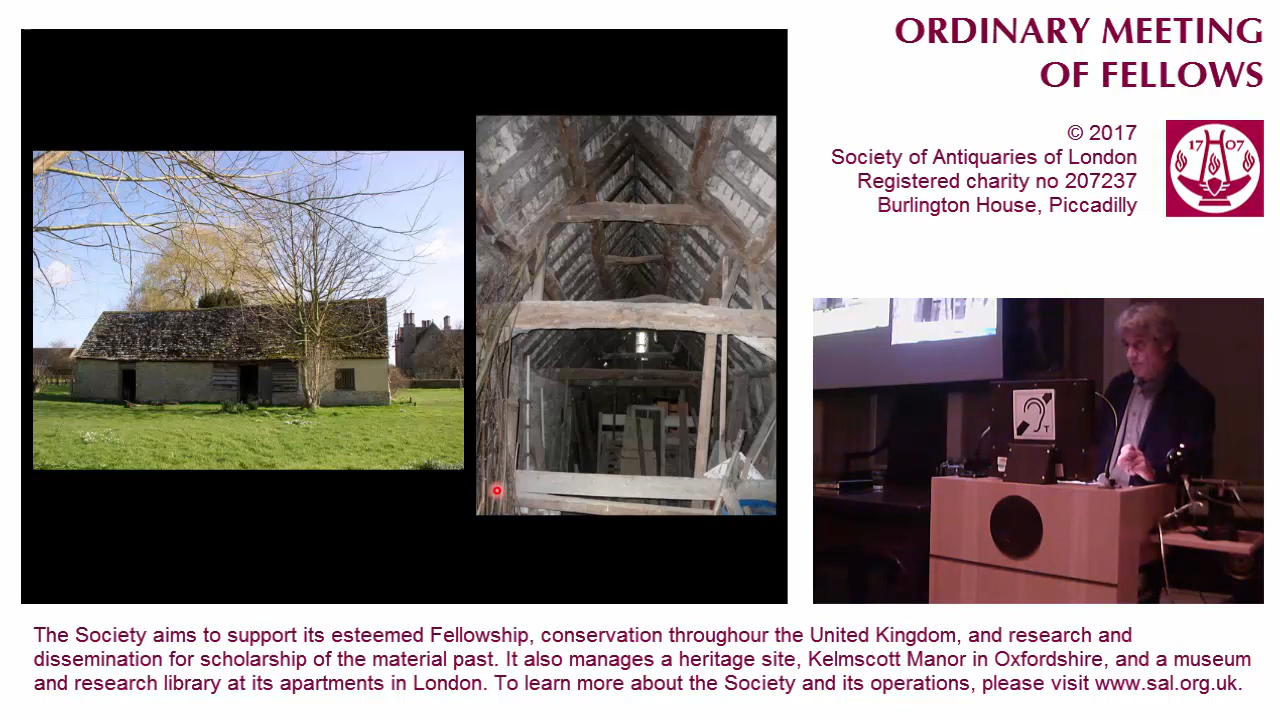 ORDINARY MEETING
OF FELLOWS
© 2017
Society of Antiquaries of London
Registered charity no 207237
Burlington House, Piccadilly
17 07
T
The Society aims to support its esteemed Fellowship, conservation throughour the United Kingdom, and research and
dissemination for scholarship of the material past. It also manages a heritage site, Kelmscott Manor in Oxfordshire, and a museum
and research library at its apartments in London. To learn more about the Society and its operations, please visit www.sal.org.uk.